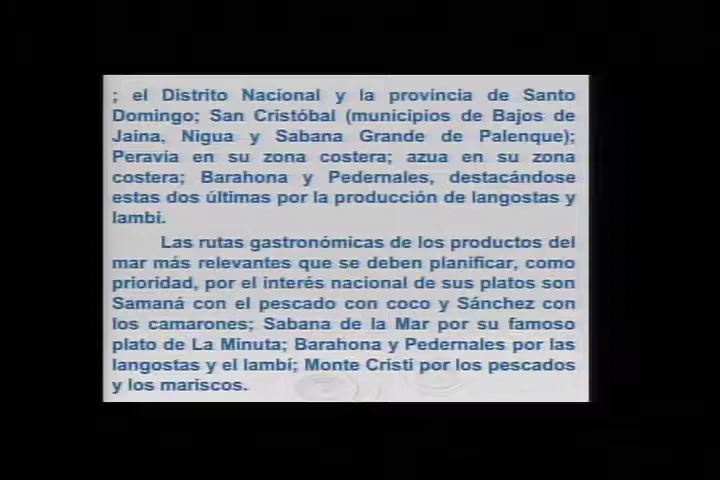 ; el Distrito Nacional y la provincia de Santo
Domingo; San Cristóbal (municipios de Bajos de
Jaina, Nigua y Sabana Grande de Palenque);
Peravia en su zona costera; azua en su zona
costera; Barahona y Pedernales, destacándose
estas dos últimas por la producción de langostas y
lambí.
Las rutas gastronómicas de los productos del
mar más relevantes que se deben planificar, como
prioridad, por el interés nacional de sus platos son
Samaná con el pescado con coco y Sánchez con
los camarones; Sabana de la Mar por su famoso
plato de La Minuta; Barahona y Pedernales por las
langostas y el lambí; Monte Cristi por los pescados
y los mariscos.